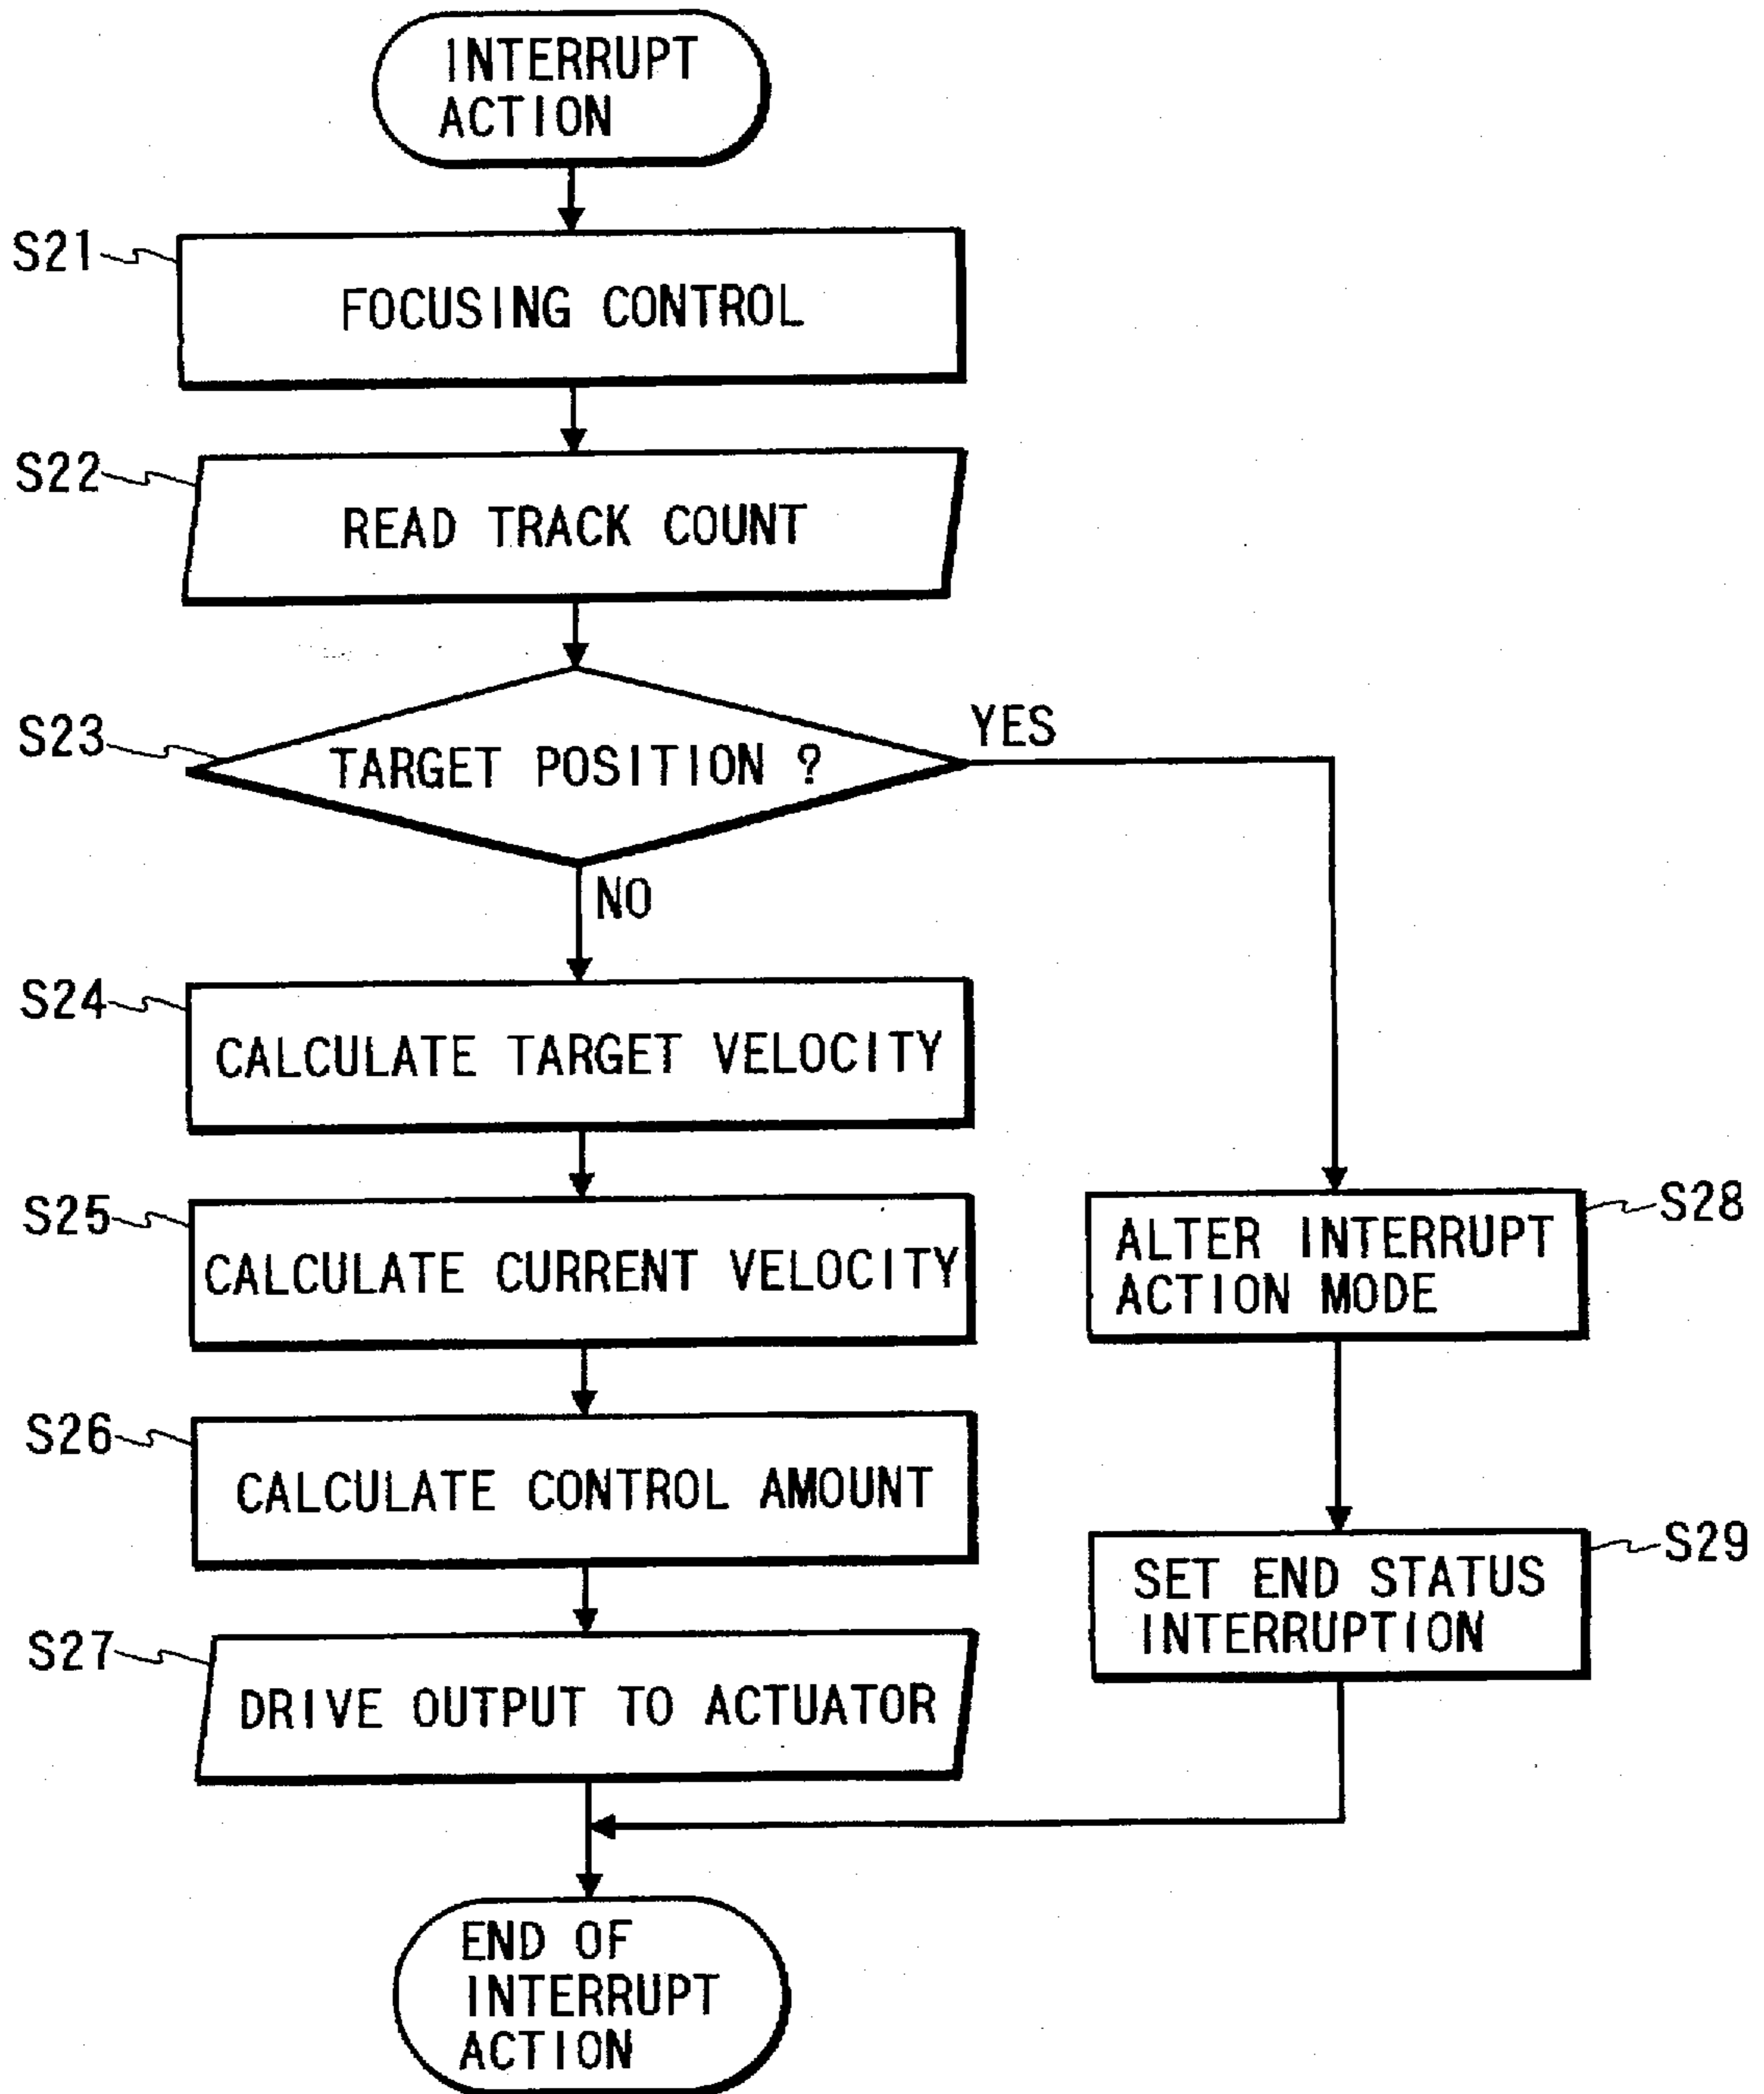 INTERRUPT
ACTION
S21
FOCUSING CONTROL
S22
READ TRACK COUNT
S23
TARGET POSITION ?
YES
NO
S24
CALCULATE TARGET VELOCITY
S25
CALCULATE CURRENT VELOCITY
S28
ALTER INTERRUPT
ACTION MODE
S26
CALCULATE CONTROL AMOUNT
S29
SET END STATUS
INTERRUPTION
S27
DRIVE OUTPUT TO ACTUATOR
END OF
INTERRUPT
ACTION